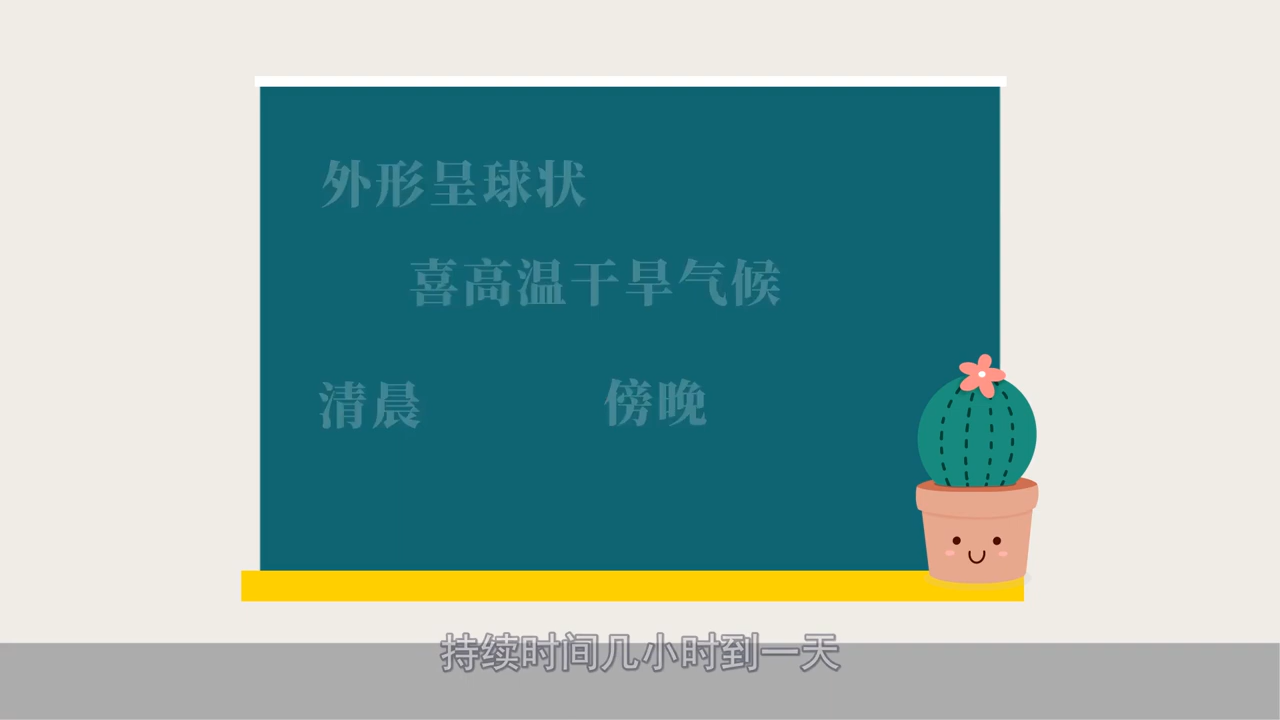 外形呈球状
喜高温干旱气候
清晨 傍晚
持续时间几小时到一天